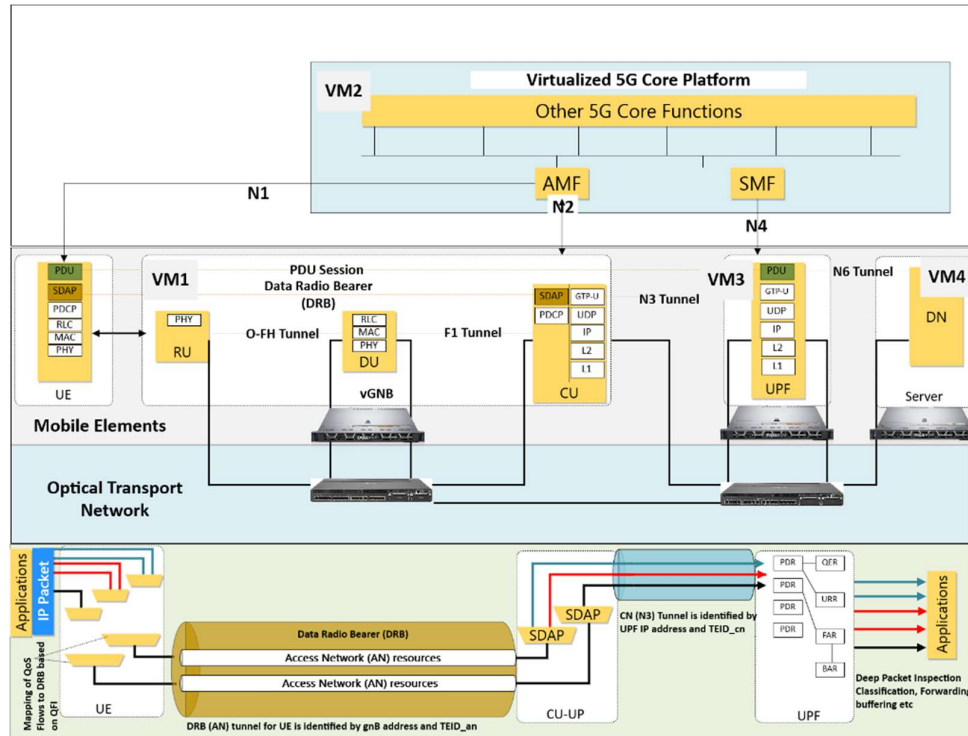 Virtualized 5G Core Platform
VM2
Other 5G Core Functions
AMF
SMF
N1
N2
N4
PDU
SDAP
PDCP
RLC
MAC
PHY
UE
VM1
PDU Session
Data Radio Bearer
(DRB)
PHY
RU
O-FH Tunnel
RLC
MAC
PHY
DU
vGNB
F1 Tunnel
SDAP
PDCP
GTP-U
UDP
IP
L2
L1
CU
N3 Tunnel
VM3
PDU
GTP-U
UDP
IP
L2
L1
UPF
N6 Tunnel
VM4
DN
Server
Mobile Elements
Optical Transport
Network
Applications
IP Packet
Mapping of QoS
Flows to DRB based
on QFI
UE
Data Radio Bearer (DRB)
Access Network (AN) resources
Access Network (AN) resources
DRB (AN) tunnel for UE is identified by gnB address and TEID_an
SDAP
SDAP
CU-UP
CN (N3) Tunnel is identified by
UPF IP address and TEID_cn
PDR
PDR
PDR
PDR
QER
URR
FAR
BAR
UPF
Applications
Deep Packet Inspection
Classification, Forwarding
buffering etc